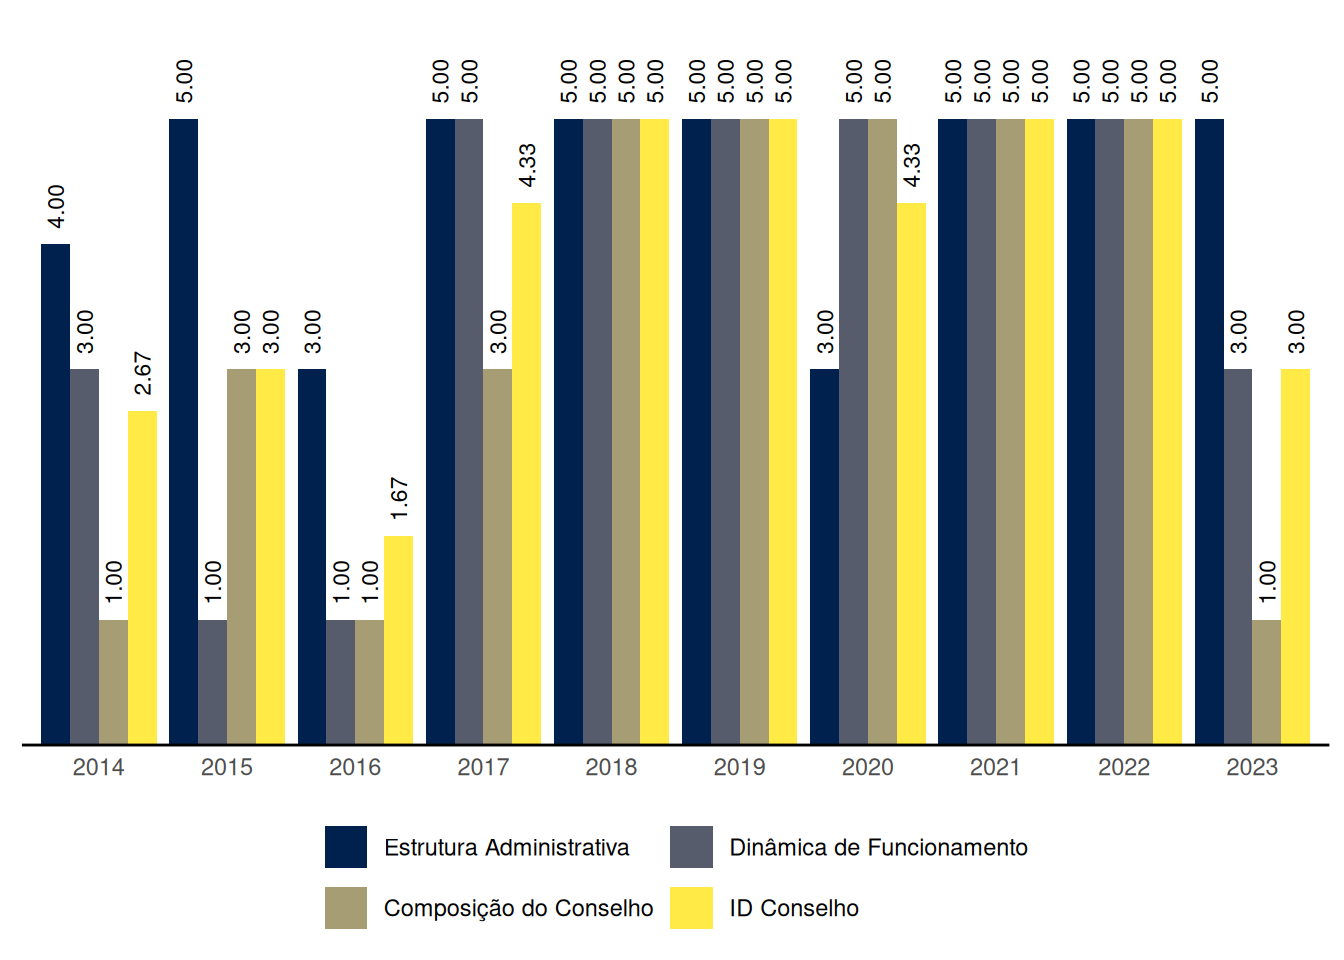 4.00 3.00 1.00 2.67
5.00 1.00 3.00 3.00
3.00 1.00 1.00 1.67
5.00 5.00 3.00 4.33
5.00 5.00 5.00 5.00
5.00 5.00 5.00 5.00
3.00 5.00 5.00 4.33
5.00 5.00 5.00 5.00
5.00 5.00 5.00 5.00
5.00 3.00 1.00 3.00
2014 2015 2016 2017 2018 2019 2020 2021 2022 2023
Estrutura Administrativa Dinâmica de Funcionamento
Composição do Conselho ID Conselho